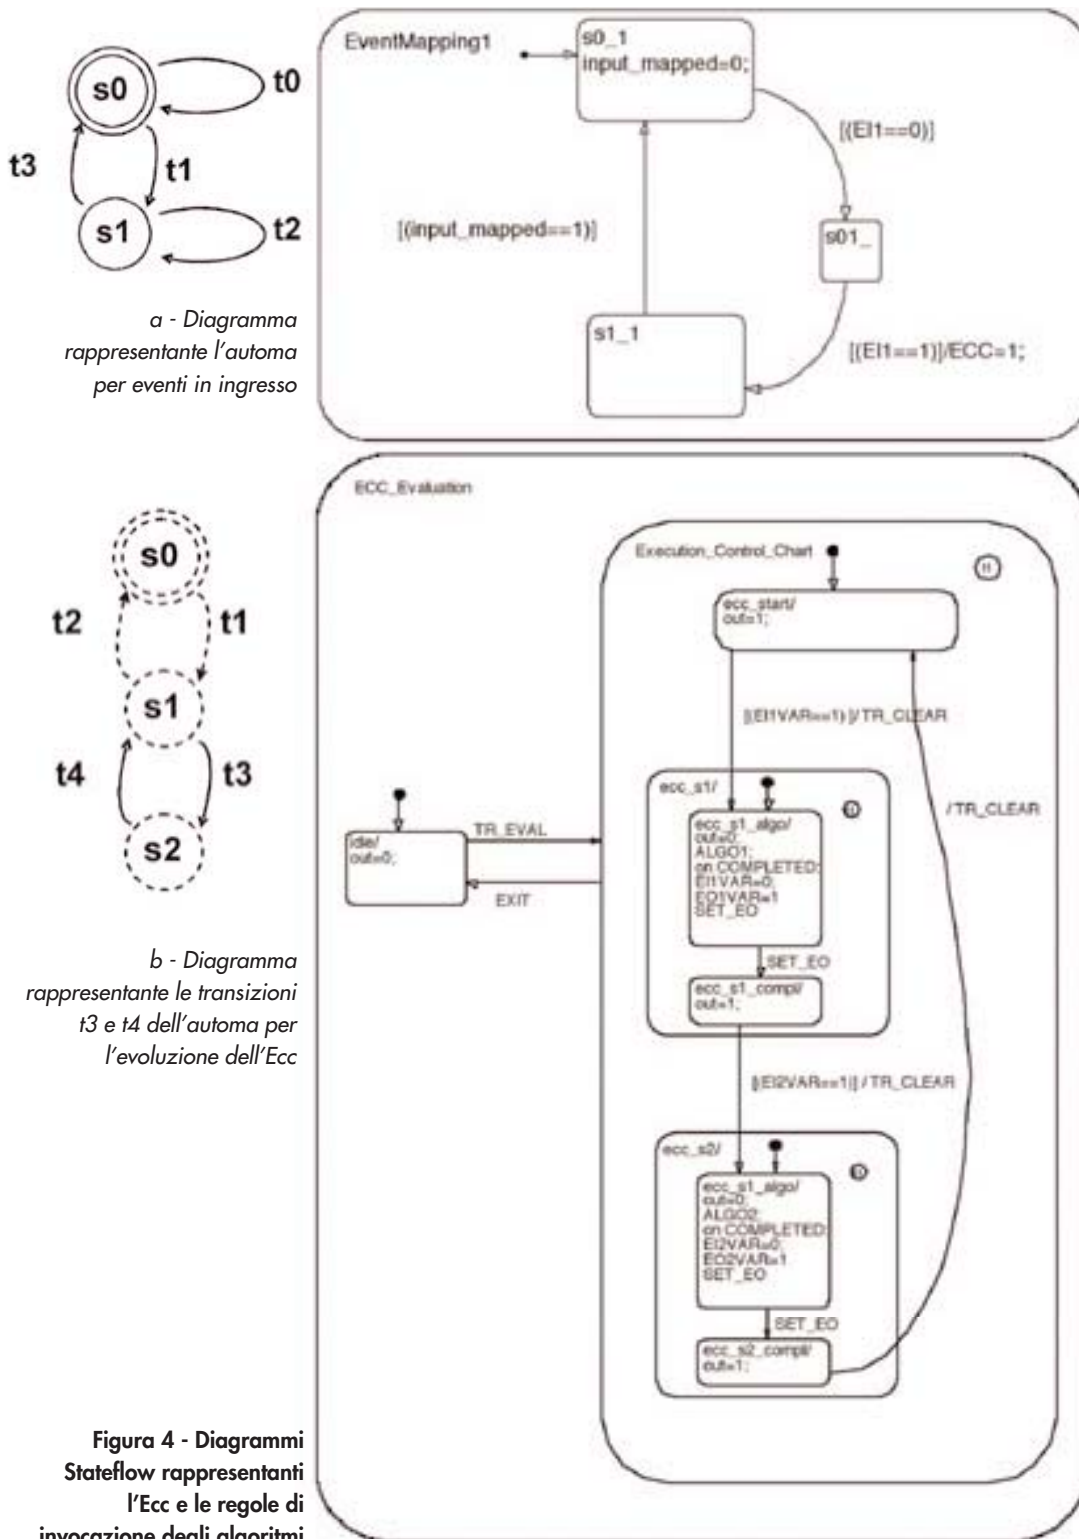 s0
t0
t3
t1
s1
t2
a - Diagramma
rappresentante l'automa
per eventi in ingresso
EventMapping1
s0_1
input_mapped=0;
[(EI1==0)]
[(input_mapped==1)]
s01_
s1_1
[(EI1==1)]/ECC=1;
s0
t2
t1
s1
t4
t3
s2
b - Diagramma
rappresentante le transizioni
t3 e t4 dell'automa per
l'evoluzione dell'Ecc
ECC_Evaluation
Execution_Control_Chart
H
ecc_start/
out=1;
[(EI1VAR==1)]/TR_CLEAR
/TR_CLEAR
idle/
out=0;
TR_EVAL
EXIT
ecc_s1/
ecc_s1_algo/
out=0;
ALGO1;
on COMPLETED:
EI1VAR=0;
EO1VAR=1
SET_EO
SET_EO
ecc_s1_compl/
out=1;
[(EI2VAR==1)]/TR_CLEAR
ecc_s2/
ecc_s1_algo/
out=0;
ALGO2;
on COMPLETED:
EI2VAR=0;
EO2VAR=1
SET_EO
SET_EO
ecc_s2_compl/
out=1;
Figura 4 - Diagrammi
Stateflow rappresentanti
l'Ecc e le regole di
invocazione degli algoritmi